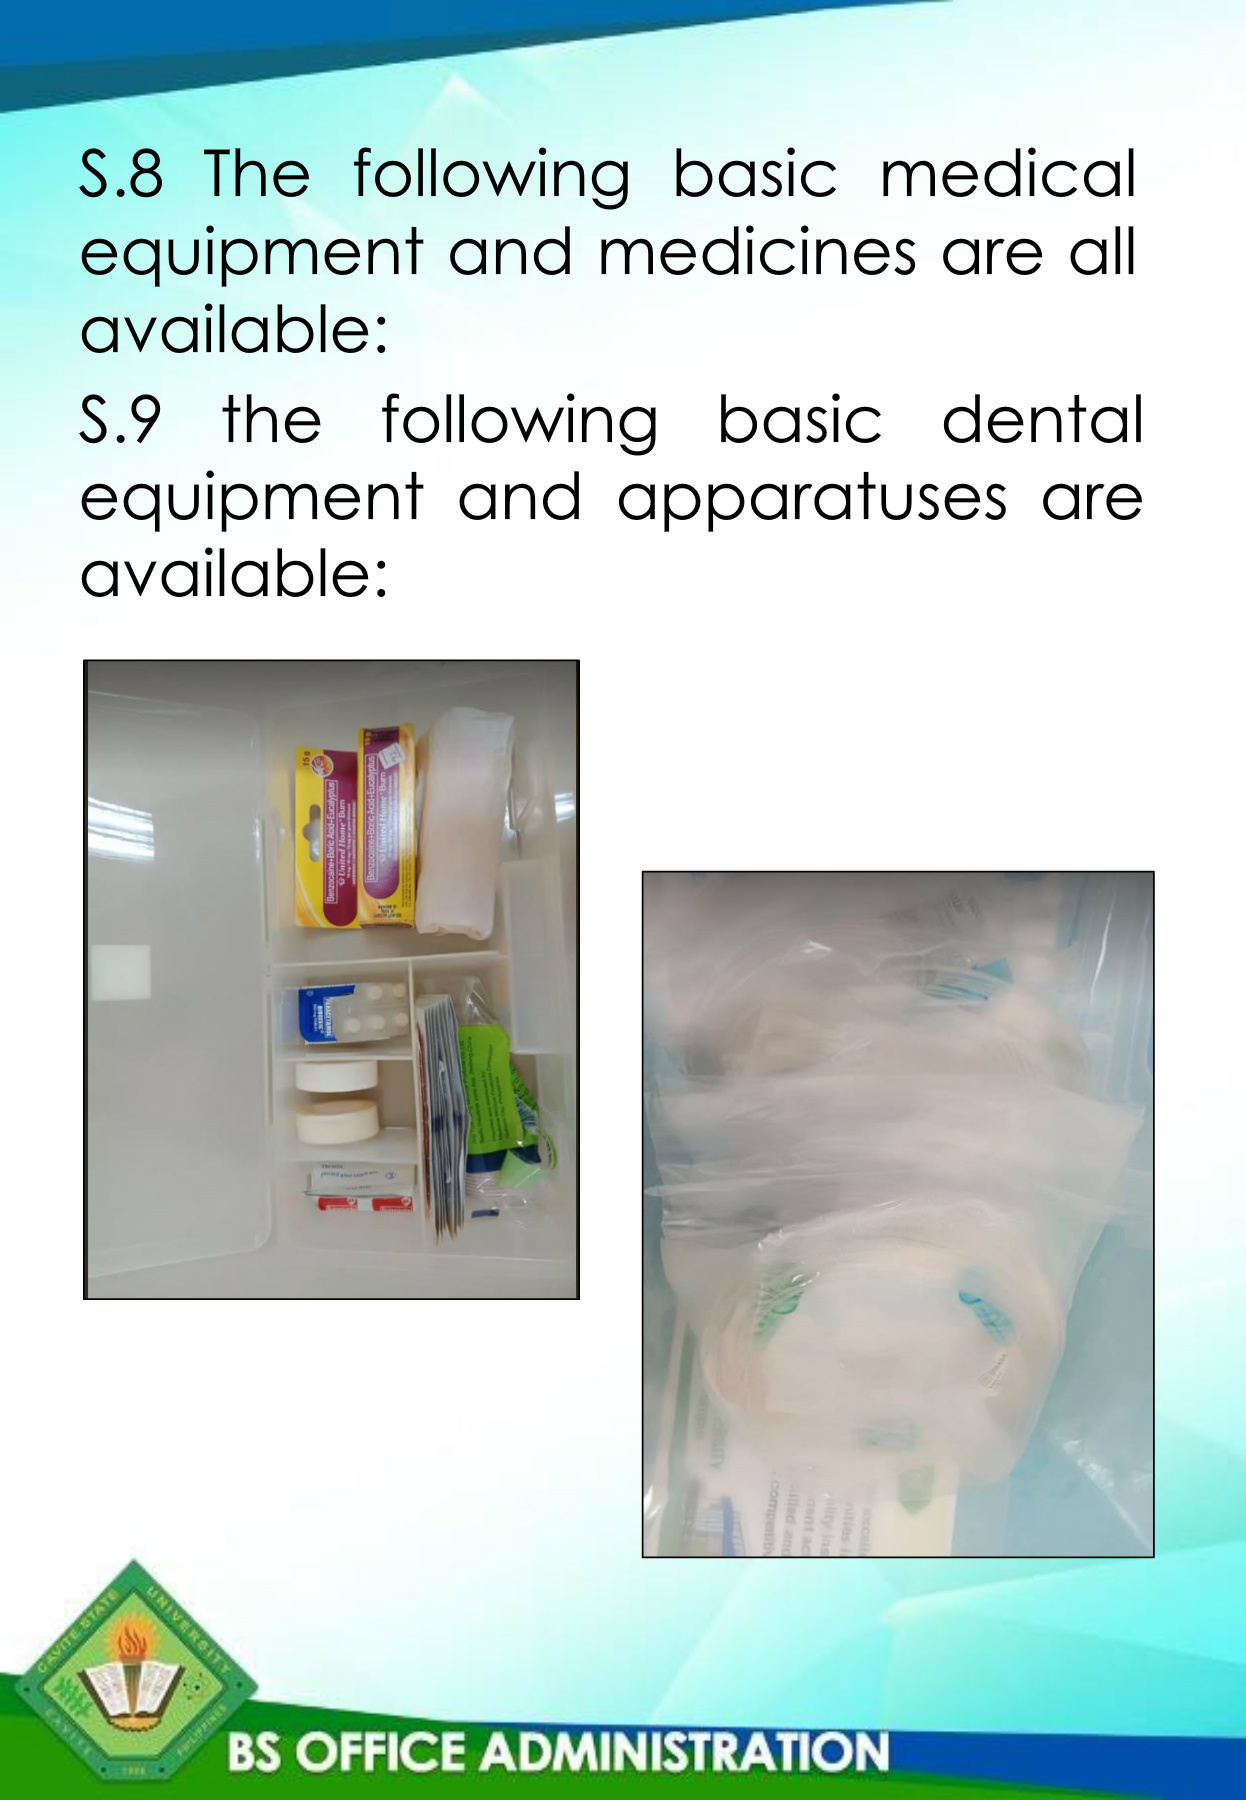 S.8 The following basic medical
equipment and medicines are all
available:
S.9 the following basic dental
equipment and apparatuses are
available:
15 g
Benzocaine+Boric Acid+Eucalyptus
United Home Burn
15 g
Benzocaine+Boric Acid+Eucalyptus
United Home Burn
CAVITE STATE UNIVERSITY
CAVITE PHILIPPINES
1906
BS OFFICE ADMINISTRATION